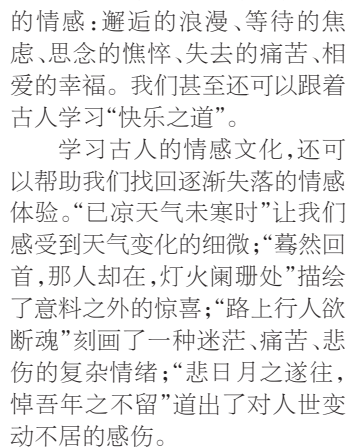 的情感:邂逅的浪漫、等待的焦
虑、思念的憔悴、失去的痛苦、相
爱的幸福。我们甚至还可以跟着
古人学习“快乐之道”。
学习古人的情感文化,还可
以帮助我们找回逐渐失落的情感
体验。“已凉天气未寒时”让我们
感受到天气变化的细微;“蓦然回
首,那人却在,灯火阑珊处”描绘
了意料之外的惊喜;“路上行人欲
断魂”刻画了一种迷茫、痛苦、悲
伤的复杂情绪;“悲日月之遂往,
悼吾年之不留”道出了对人世变
动不居的感伤。